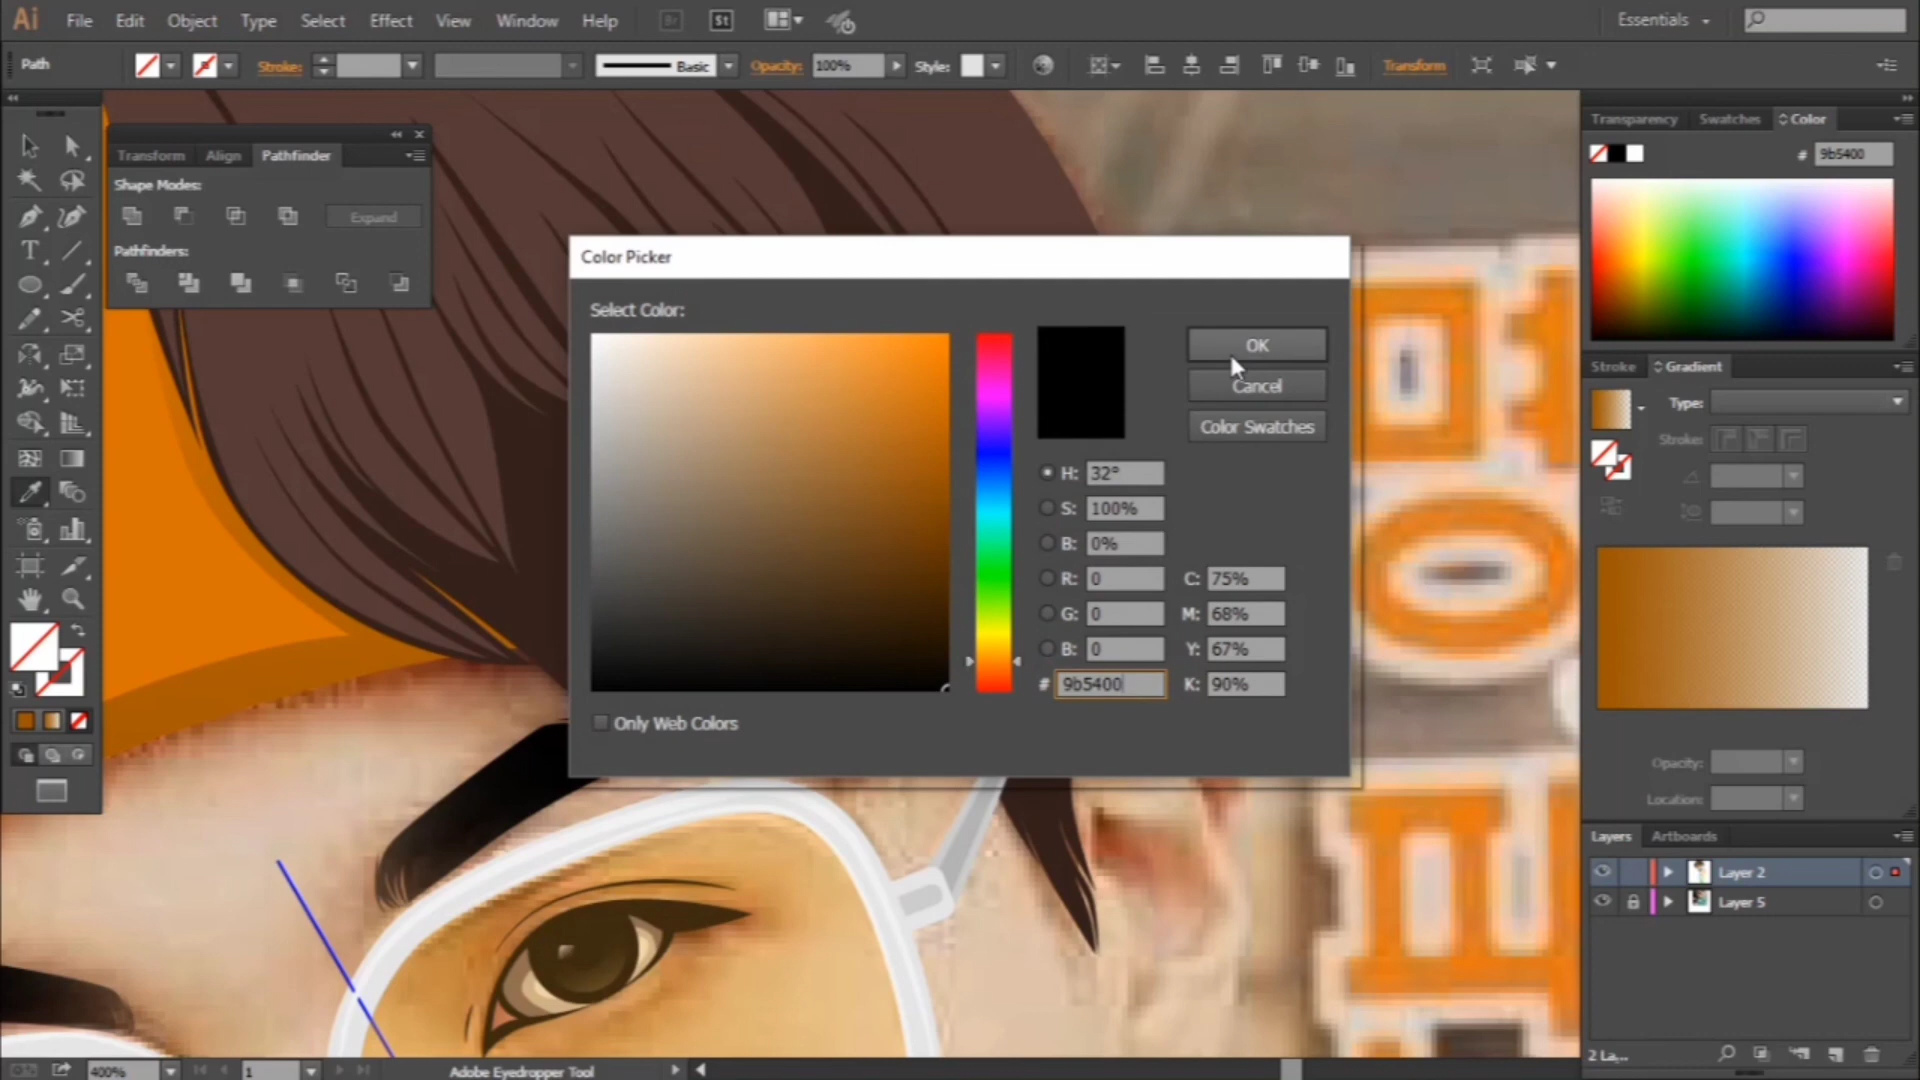 Ai File Edit Object Type Select Effect View Window Help Br St Essentials
Path Stroke: Basic Opacity: 100% Style: Transform
Transform Align Pathfinder
Shape Modes:
Expand
Pathfinders:
Color Picker
Select Color:
OK
Cancel
Color Swatches
H: 32°
S: 100%
B: 0%
R: 0 C: 75%
G: 0 M: 68%
B: 0 Y: 67%
# 9b5400 K: 90%
Only Web Colors
Transparency Swatches Color
# 9b5400
Stroke Gradient
Type:
Stroke:
Opacity:
Location:
Layers Artboards
Layer 2
Layer 5
2 La...
400% 1 Adobe Eyedropper Tool